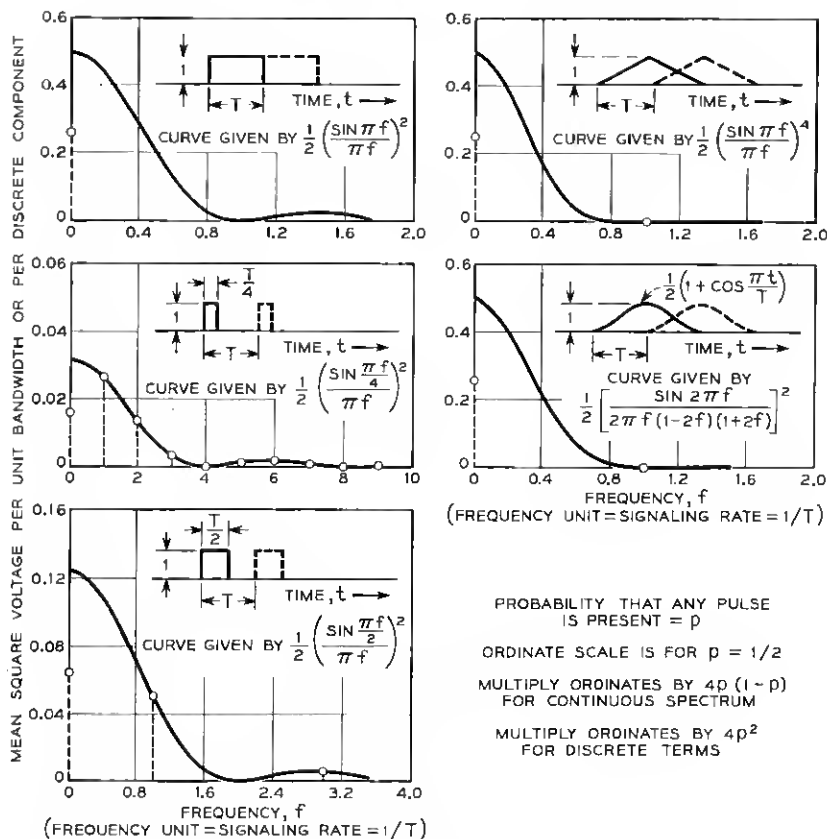 MEAN SQUARE VOLTAGE PER UNIT BANDWIDTH OR PER DISCRETE COMPONENT
0.6
0.4
0.2
0
0 0.4 0.8 1.2 1.6 2.0
1
T
TIME, t
CURVE GIVEN BY 1/2 (SIN πf / πf)²
0.6
0.4
0.2
0
0 0.4 0.8 1.2 1.6 2.0
1
T
TIME, t
CURVE GIVEN BY 1/2 (SIN πf / πf)⁴
0.06
0.04
0.02
0
0 2 4 6 8 10
T/4
1
T
TIME, t
CURVE GIVEN BY 1/2 (SIN πf/4 / πf)²
0.6
0.4
0.2
0
0 0.4 0.8 1.2 1.6 2.0
1/2 (1 + COS πt/T)
1
T
TIME, t
CURVE GIVEN BY
1/2 [SIN 2πf / 2πf (1-2f)(1+2f)]²
FREQUENCY, f
(FREQUENCY UNIT = SIGNALING RATE = 1/T)
0.16
0.12
0.08
0.04
0
0 0.8 1.6 2.4 3.2 4.0
T/2
1
T
TIME, t
CURVE GIVEN BY 1/2 (SIN πf/2 / πf)²
FREQUENCY, f
(FREQUENCY UNIT = SIGNALING RATE = 1/T)
PROBABILITY THAT ANY PULSE
IS PRESENT = p
ORDINATE SCALE IS FOR p = 1/2
MULTIPLY ORDINATES BY 4p (1-p)
FOR CONTINUOUS SPECTRUM
MULTIPLY ORDINATES BY 4p²
FOR DISCRETE TERMS